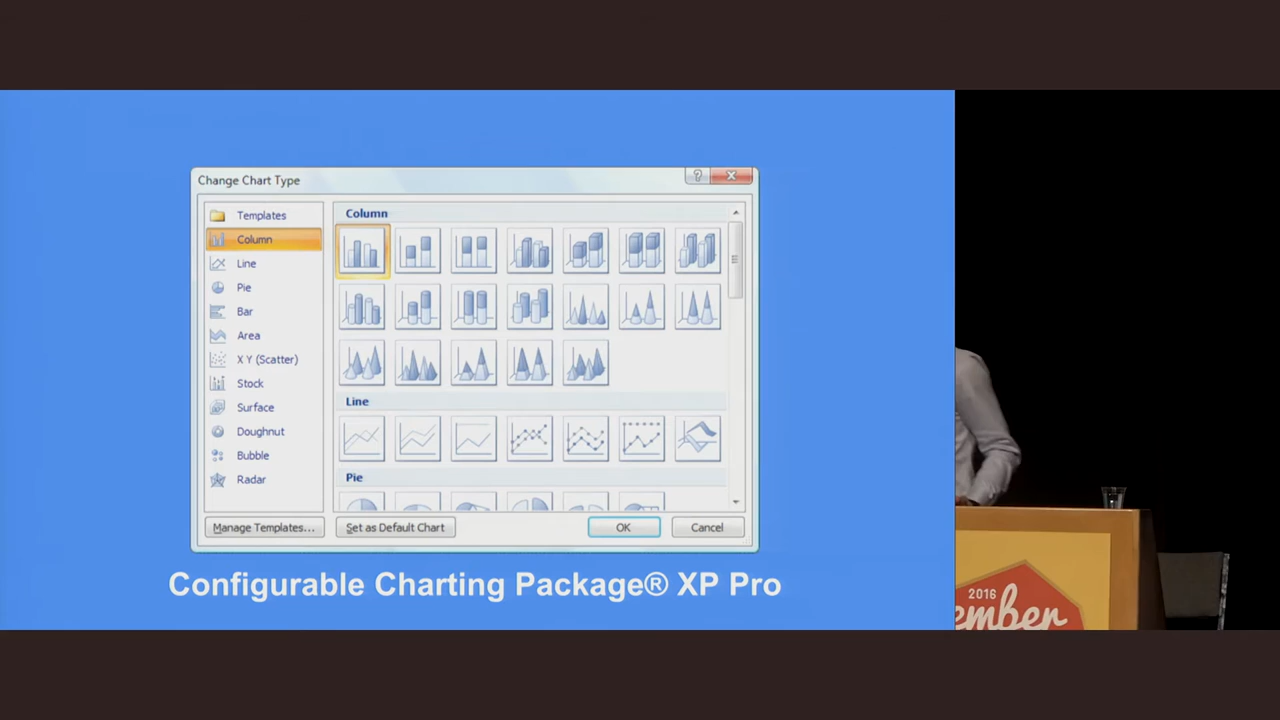 Change Chart Type
?
X
Templates
Column
Line
Pie
Bar
Area
X Y (Scatter)
Stock
Surface
Doughnut
Bubble
Radar
Column
Line
Pie
Manage Templates...
Set as Default Chart
OK
Cancel
Configurable Charting Package® XP Pro
2016
ember